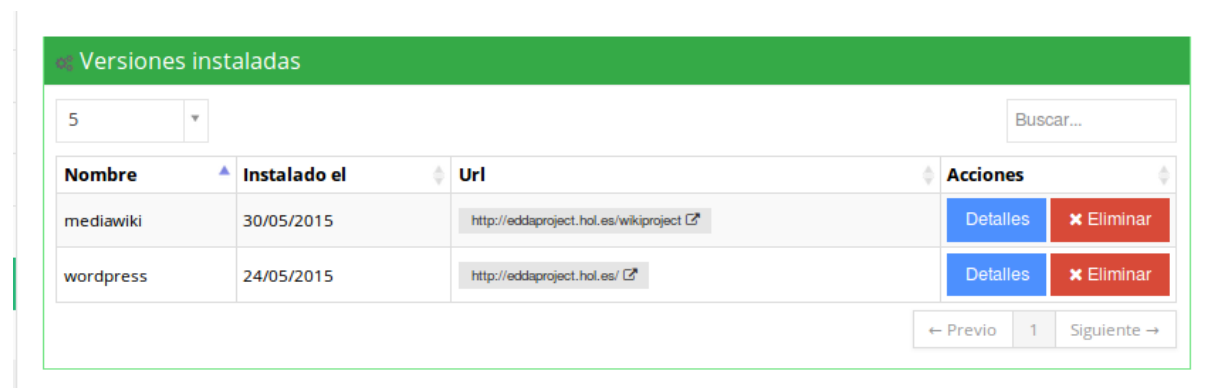 Versiones instaladas
5
Buscar...
Nombre Instalado el Url Acciones
mediawiki 30/05/2015 http://eddaproject.hol.es/wikiproject Detalles Eliminar
wordpress 24/05/2015 http://eddaproject.hol.es/ Detalles Eliminar
← Previo 1 Siguiente →